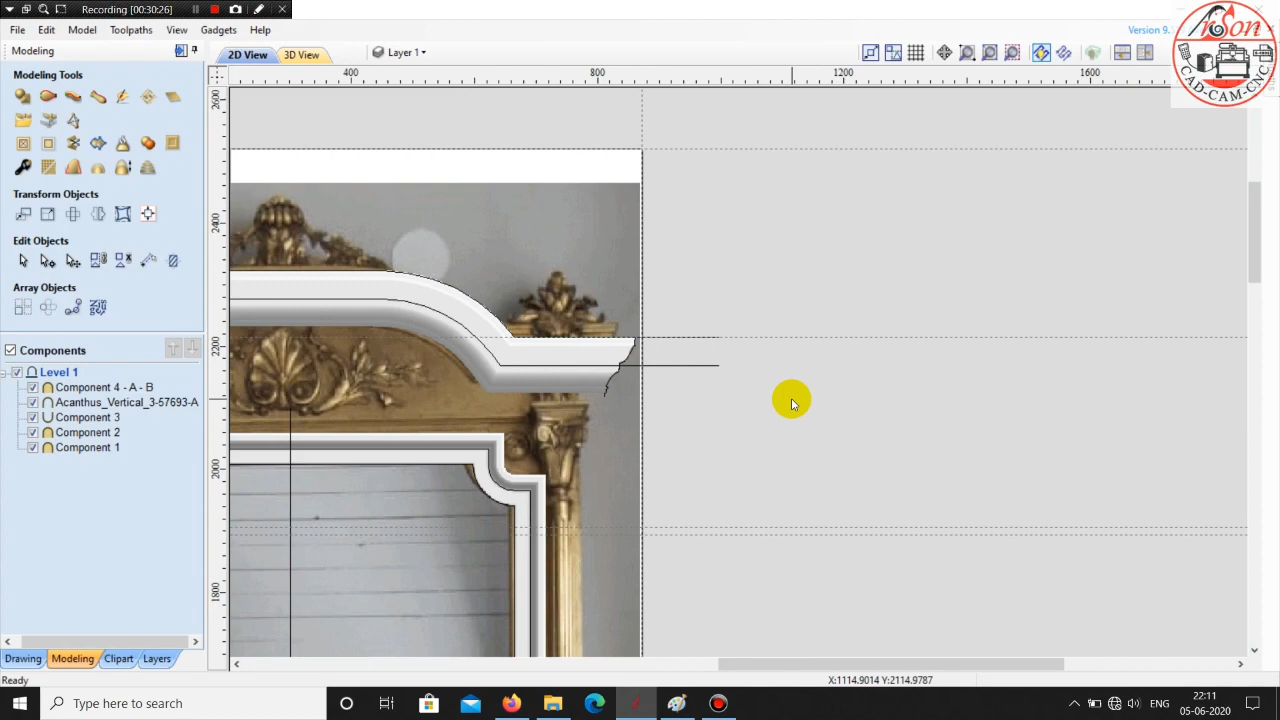 Recording [00:30:26]
File Edit Model Toolpaths View Gadgets Help
Version 9.
Modeling
2D View 3D View Layer 1
OrSon
CAD-CAM-CNC
Modeling Tools
400 800 1200 1600
2600
2400
2200
2000
1800
Transform Objects
Edit Objects
Array Objects
Components
Level 1
Component 4 - A - B
Acanthus_Vertical_3-57693-A
Component 3
Component 2
Component 1
Drawing Modeling Clipart Layers
Ready
X:1114.9014 Y:2114.9787
Type here to search
ENG
22:11
05-06-2020